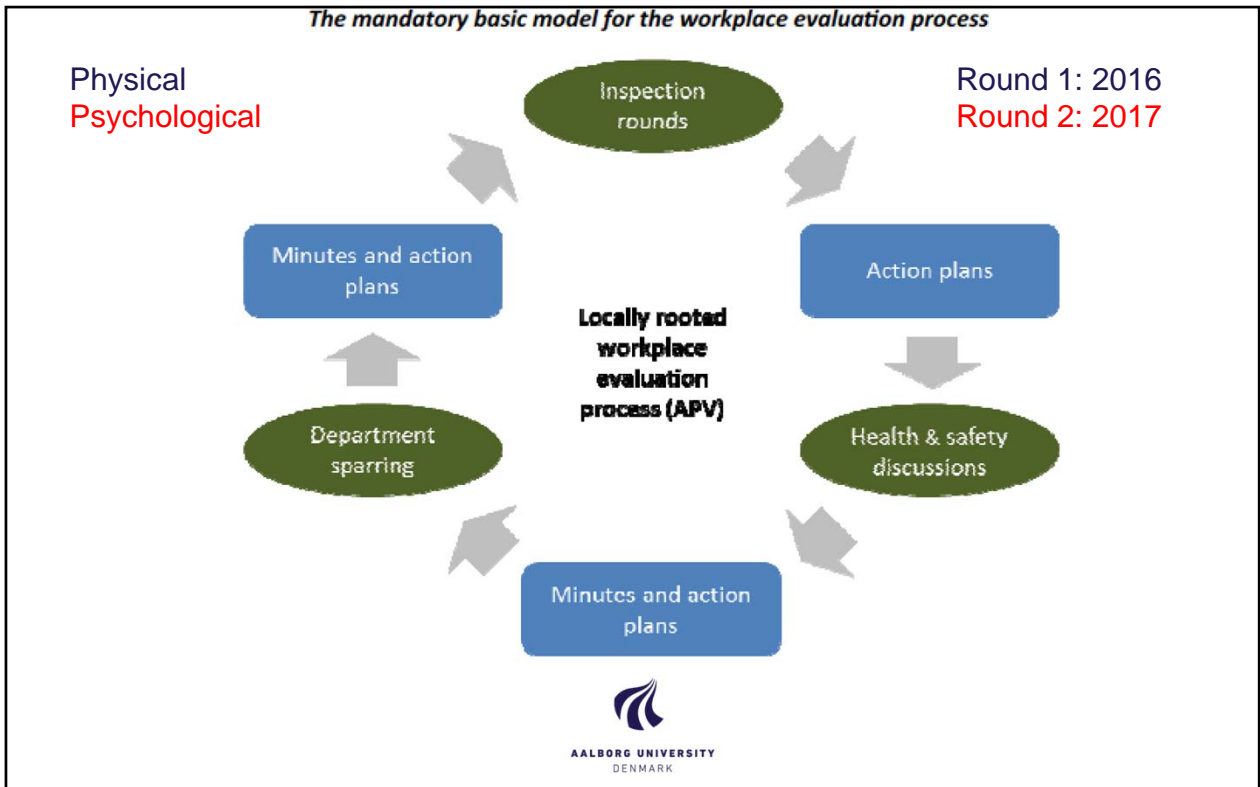 The mandatory basic model for the workplace evaluation process
Physical
Psychological
Round 1: 2016
Round 2: 2017
Inspection
rounds
Minutes and action
plans
Action plans
Locally rooted
workplace
evaluation
process (APV)
Department
sparring
Health & safety
discussions
Minutes and action
plans
AALBORG UNIVERSITY
DENMARK